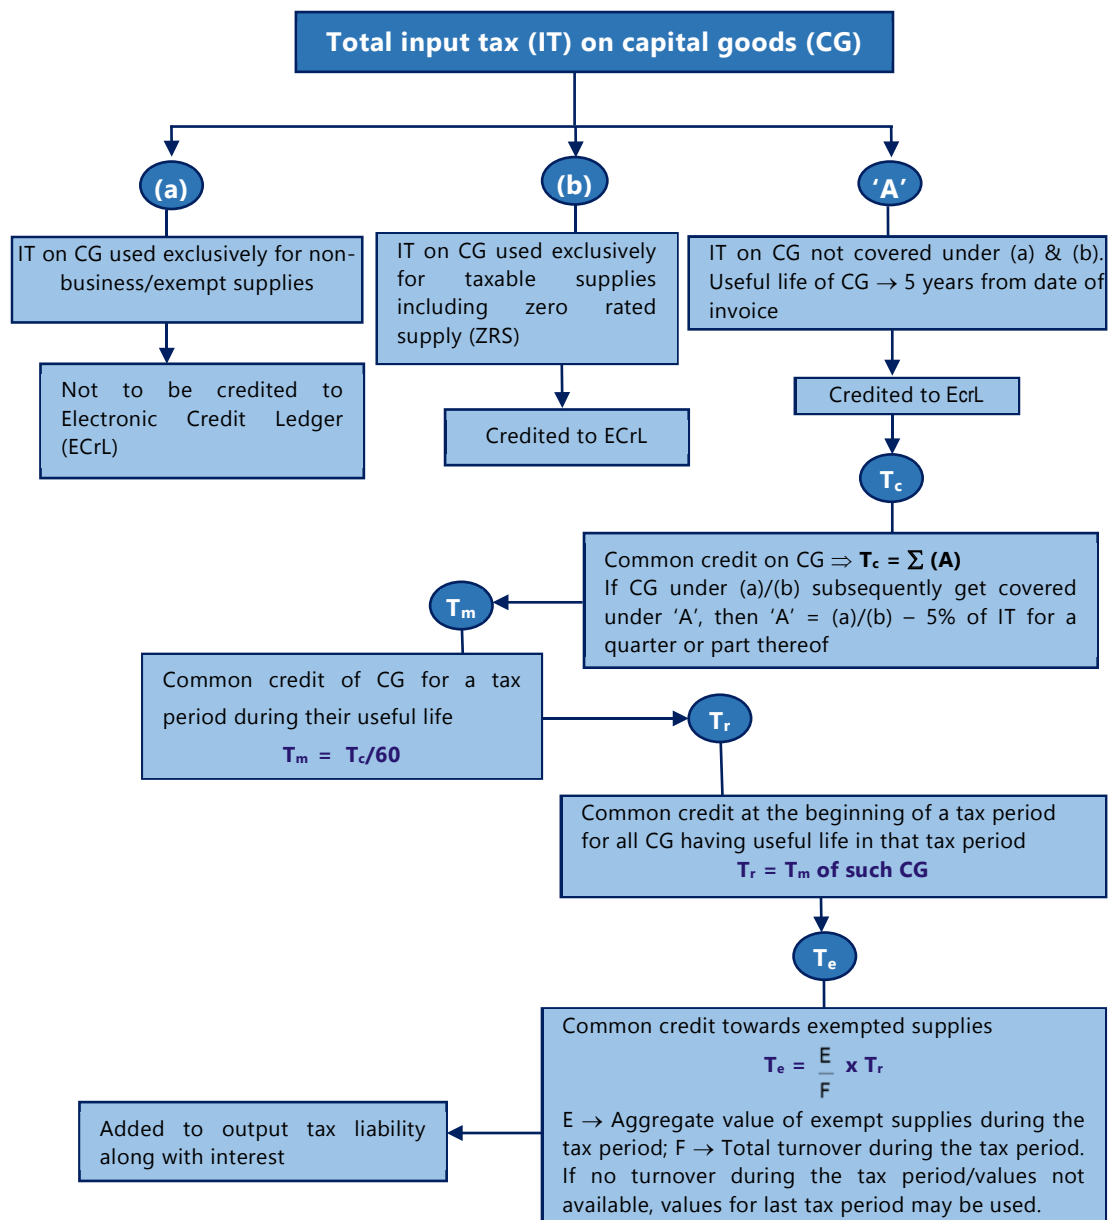 Total input tax (IT) on capital goods (CG)
(a)
(b)
‘A’
IT on CG used exclusively for non-
business/exempt supplies
IT on CG used exclusively
for taxable supplies
including zero rated
supply (ZRS)
IT on CG not covered under (a) & (b).
Useful life of CG → 5 years from date of
invoice
Not to be credited to
Electronic Credit Ledger
(ECrL)
Credited to ECrL
Credited to EcrL
Tc
Common credit on CG ⇒ Tc = ∑ (A)
If CG under (a)/(b) subsequently get covered
under ‘A’, then ‘A’ = (a)/(b) – 5% of IT for a
quarter or part thereof
Tm
Common credit of CG for a tax
period during their useful life
Tm = Tc/60
Tr
Common credit at the beginning of a tax period
for all CG having useful life in that tax period
Tr = Tm of such CG
Te
Common credit towards exempted supplies
Te = E/F x Tr
E → Aggregate value of exempt supplies during the
tax period; F → Total turnover during the tax period.
If no turnover during the tax period/values not
available, values for last tax period may be used.
Added to output tax liability
along with interest